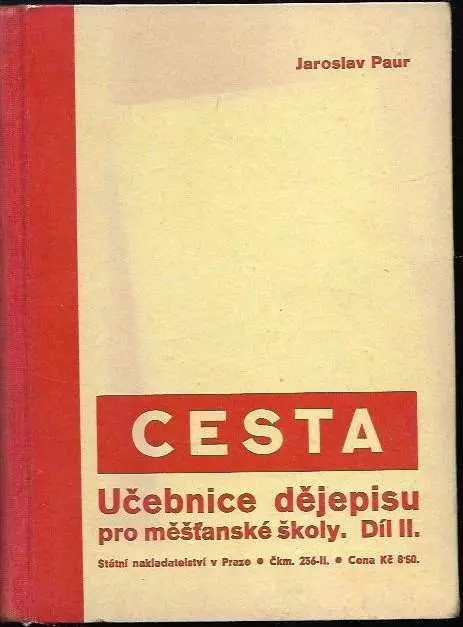 Jaroslav Paur
CESTA
Učebnice dějepisu
pro měšťanské školy. Díl II.
Státní nakladatelství v Praze • čkm. 236-II. • Cena Kč 8·50.